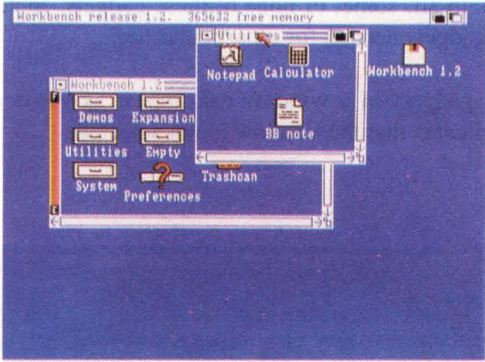 Workbench release 1.2. 365632 free memory
Utilities
Notepad
Calculator
Workbench 1.2
BB note
Workbench 1.2
Demos
Expansion
Utilities
Empty
System
Trashcan
Preferences
F
E